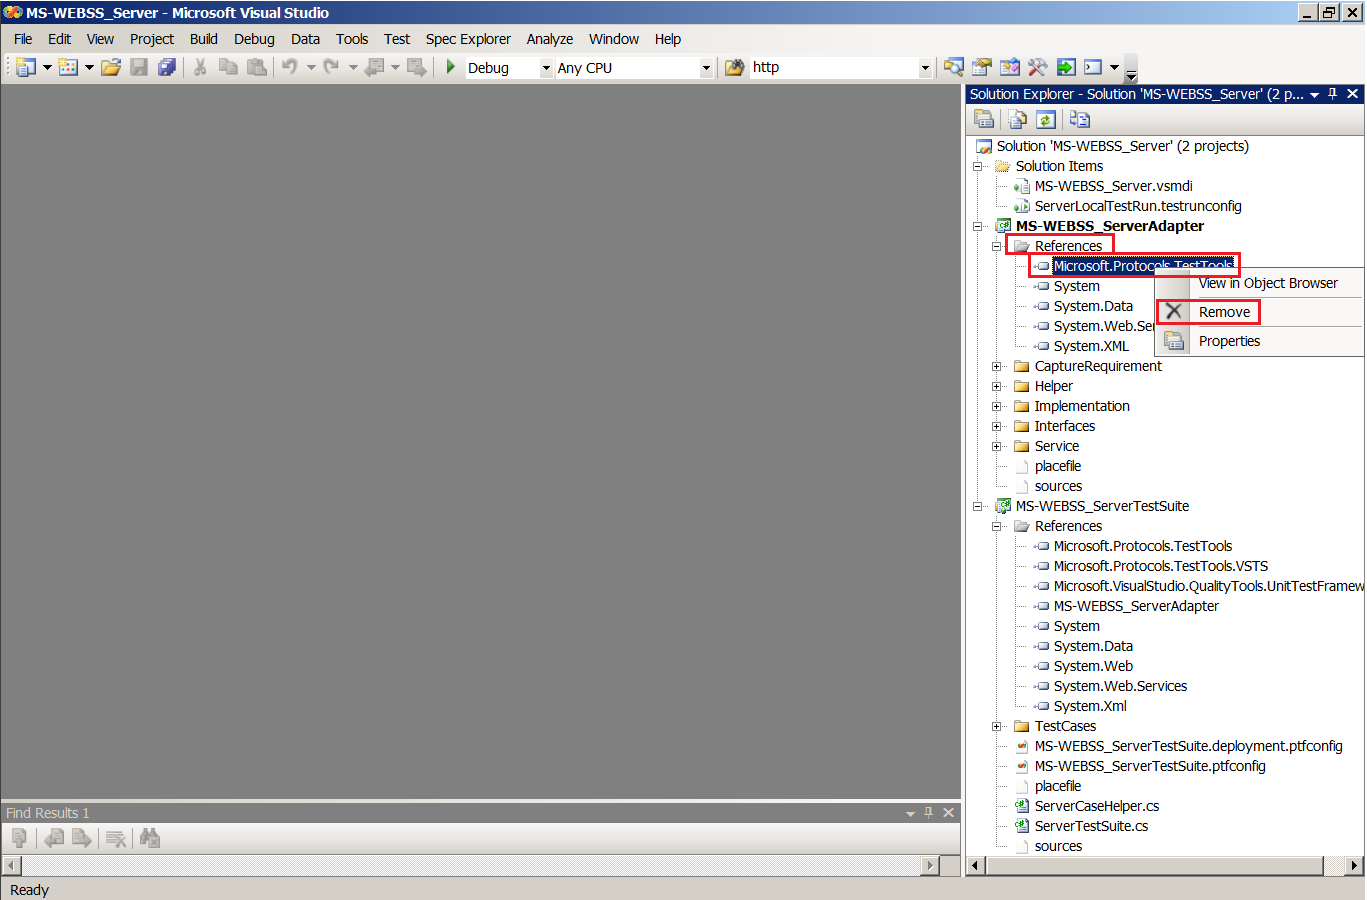 MS-WEBSS_Server - Microsoft Visual Studio
File Edit View Project Build Debug Data Tools Test Spec Explorer Analyze Window Help
Debug Any CPU http
Solution Explorer - Solution 'MS-WEBSS_Server' (2 p...
Solution 'MS-WEBSS_Server' (2 projects)
Solution Items
MS-WEBSS_Server.vsmdi
ServerLocalTestRun.testrunconfig
MS-WEBSS_ServerAdapter
References
Microsoft.Protocols.TestTools
System
View in Object Browser
System.Data
Remove
System.Web.Ser
Properties
System.XML
CaptureRequirement
Helper
Implementation
Interfaces
Service
placefile
sources
MS-WEBSS_ServerTestSuite
References
Microsoft.Protocols.TestTools
Microsoft.Protocols.TestTools.VSTS
Microsoft.VisualStudio.QualityTools.UnitTestFramew
MS-WEBSS_ServerAdapter
System
System.Data
System.Web
System.Web.Services
System.Xml
TestCases
MS-WEBSS_ServerTestSuite.deployment.ptfconfig
MS-WEBSS_ServerTestSuite.ptfconfig
placefile
ServerCaseHelper.cs
ServerTestSuite.cs
sources
Find Results 1
Ready